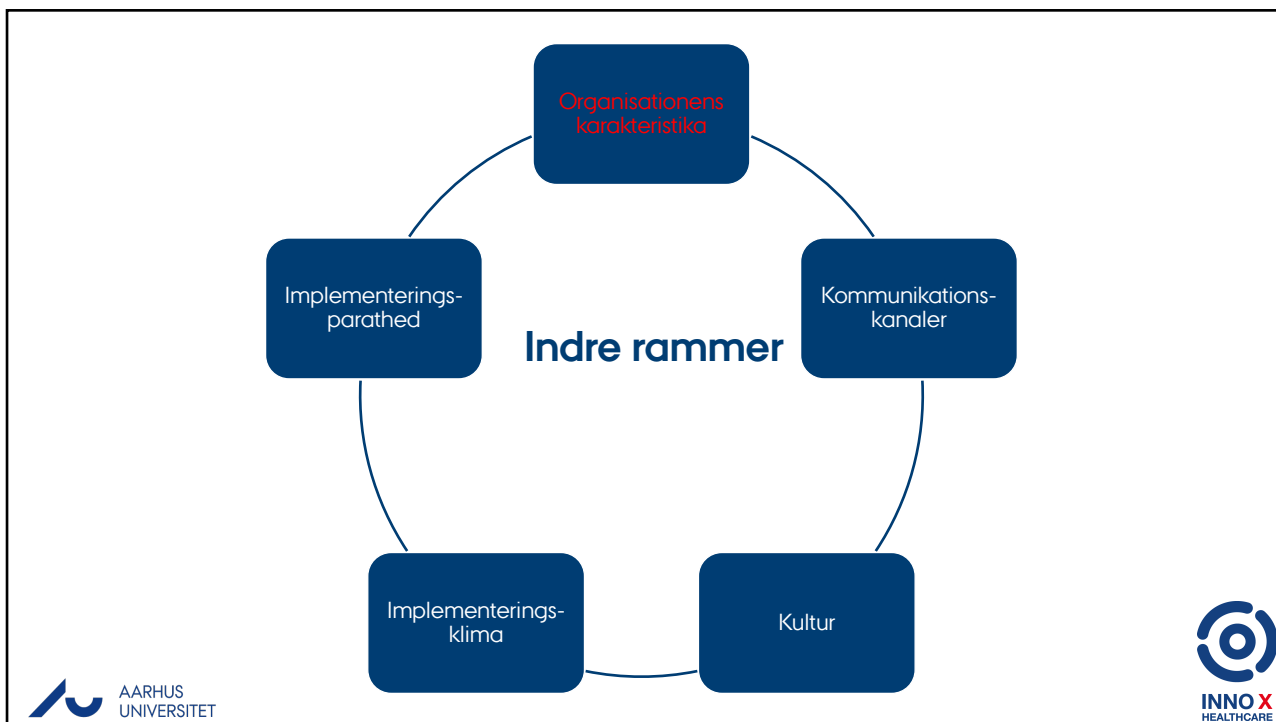 Organisationens
karakteristika
Implementerings-
parathed
Kommunikations-
kanaler
Indre rammer
Implementerings-
klima
Kultur
AARHUS
UNIVERSITET
INNO X
HEALTHCARE